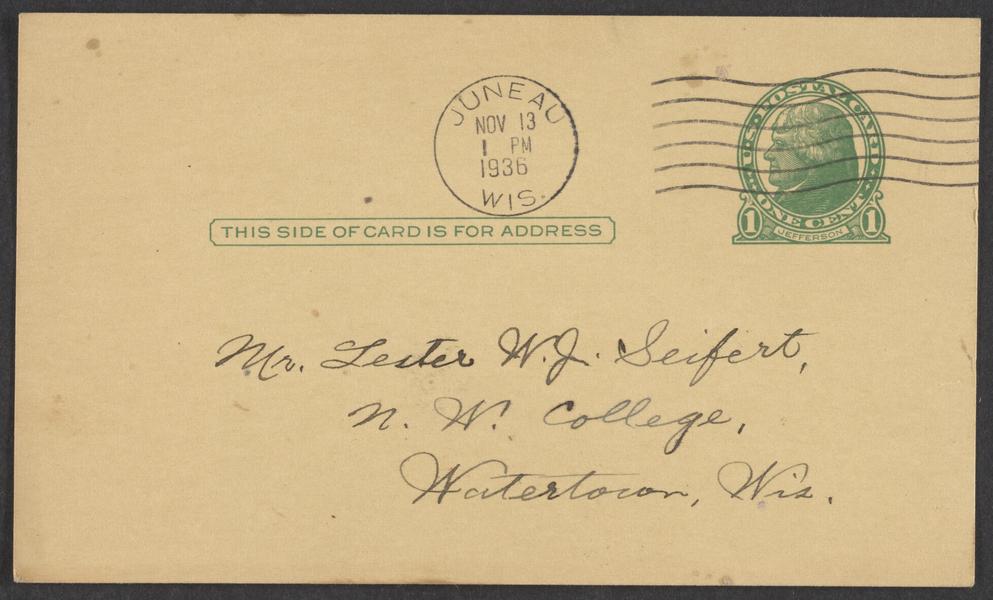 JUNEAU
NOV 13
1 PM
1936
WIS.
U.S. POSTAL CARD
ONE CENT
1 JEFFERSON 1
THIS SIDE OF CARD IS FOR ADDRESS
Mr. Lester W.J. Seifert,
N. W. College,
Watertown, Wis.